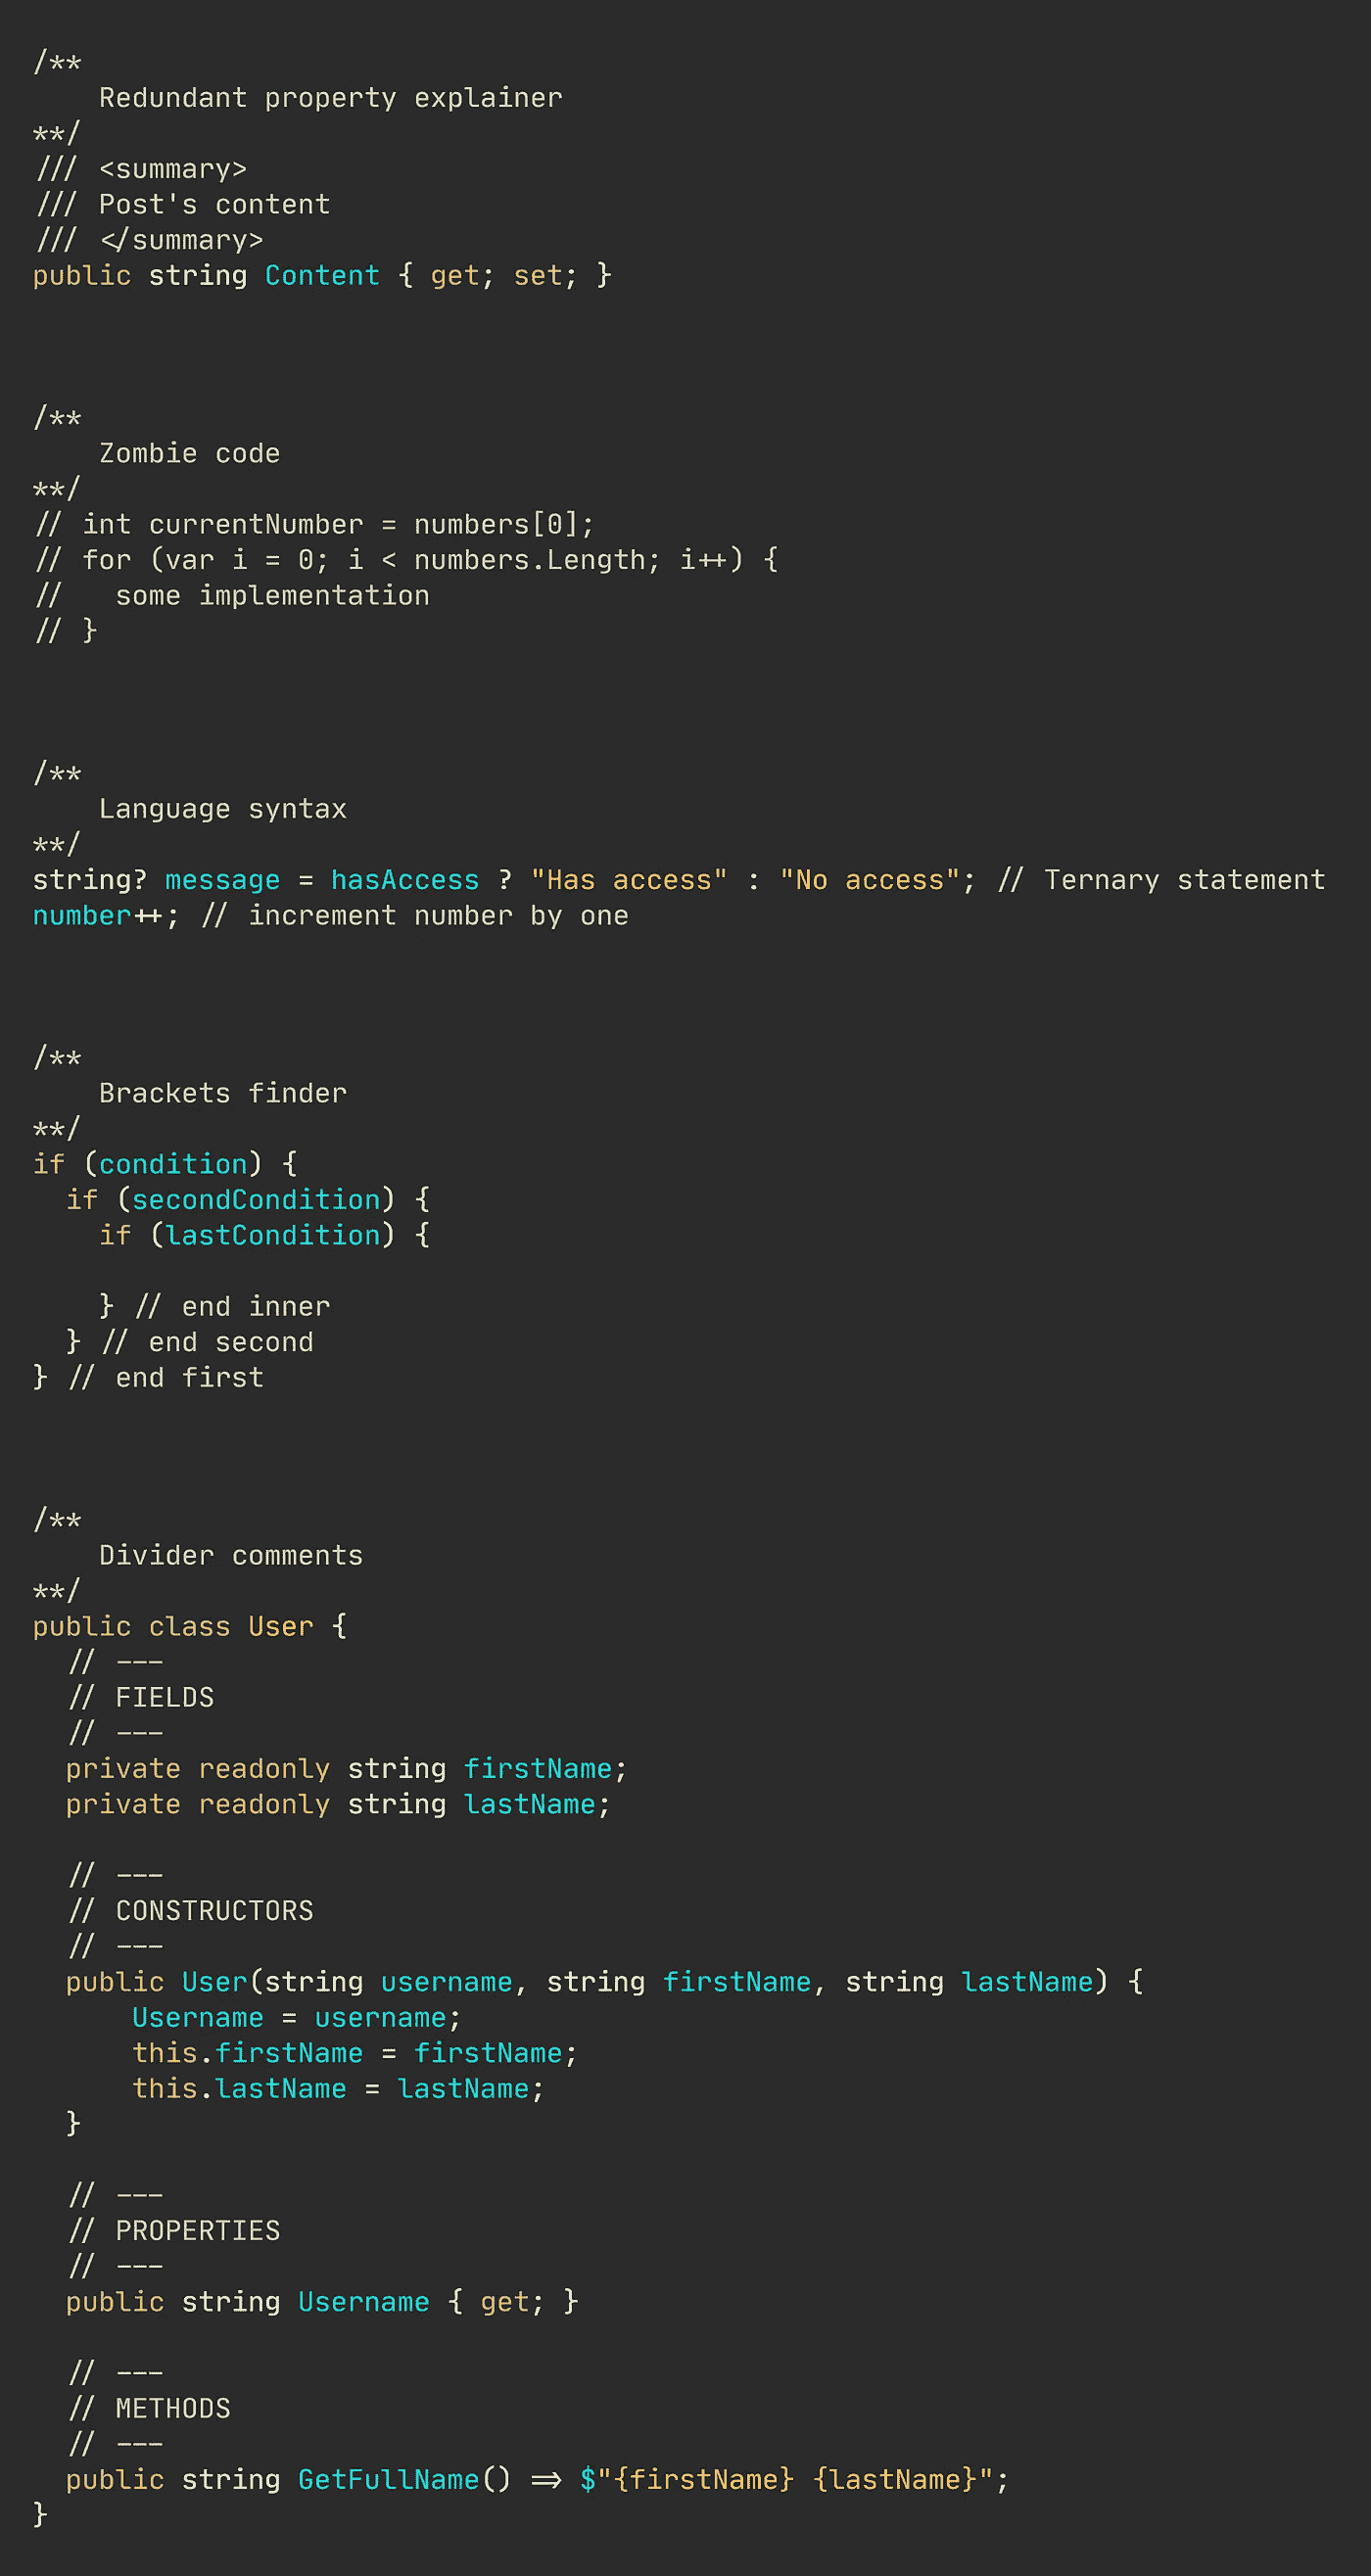 /**
    Redundant property explainer
**/
/// <summary>
/// Post's content
/// </summary>
public string Content { get; set; }
/**
    Zombie code
**/
// int currentNumber = numbers[0];
// for (var i = 0; i < numbers.Length; i++) {
//   some implementation
// }
/**
    Language syntax
**/
string? message = hasAccess ? "Has access" : "No access"; // Ternary statement
number++; // increment number by one
/**
    Brackets finder
**/
if (condition) {
  if (secondCondition) {
    if (lastCondition) {
    } // end inner
  } // end second
} // end first
/**
    Divider comments
**/
public class User {
  // ---
  // FIELDS
  // ---
  private readonly string firstName;
  private readonly string lastName;
  // ---
  // CONSTRUCTORS
  // ---
  public User(string username, string firstName, string lastName) {
      Username = username;
      this.firstName = firstName;
      this.lastName = lastName;
  }
  // ---
  // PROPERTIES
  // ---
  public string Username { get; }
  // ---
  // METHODS
  // ---
  public string GetFullName() => $"{firstName} {lastName}";
}